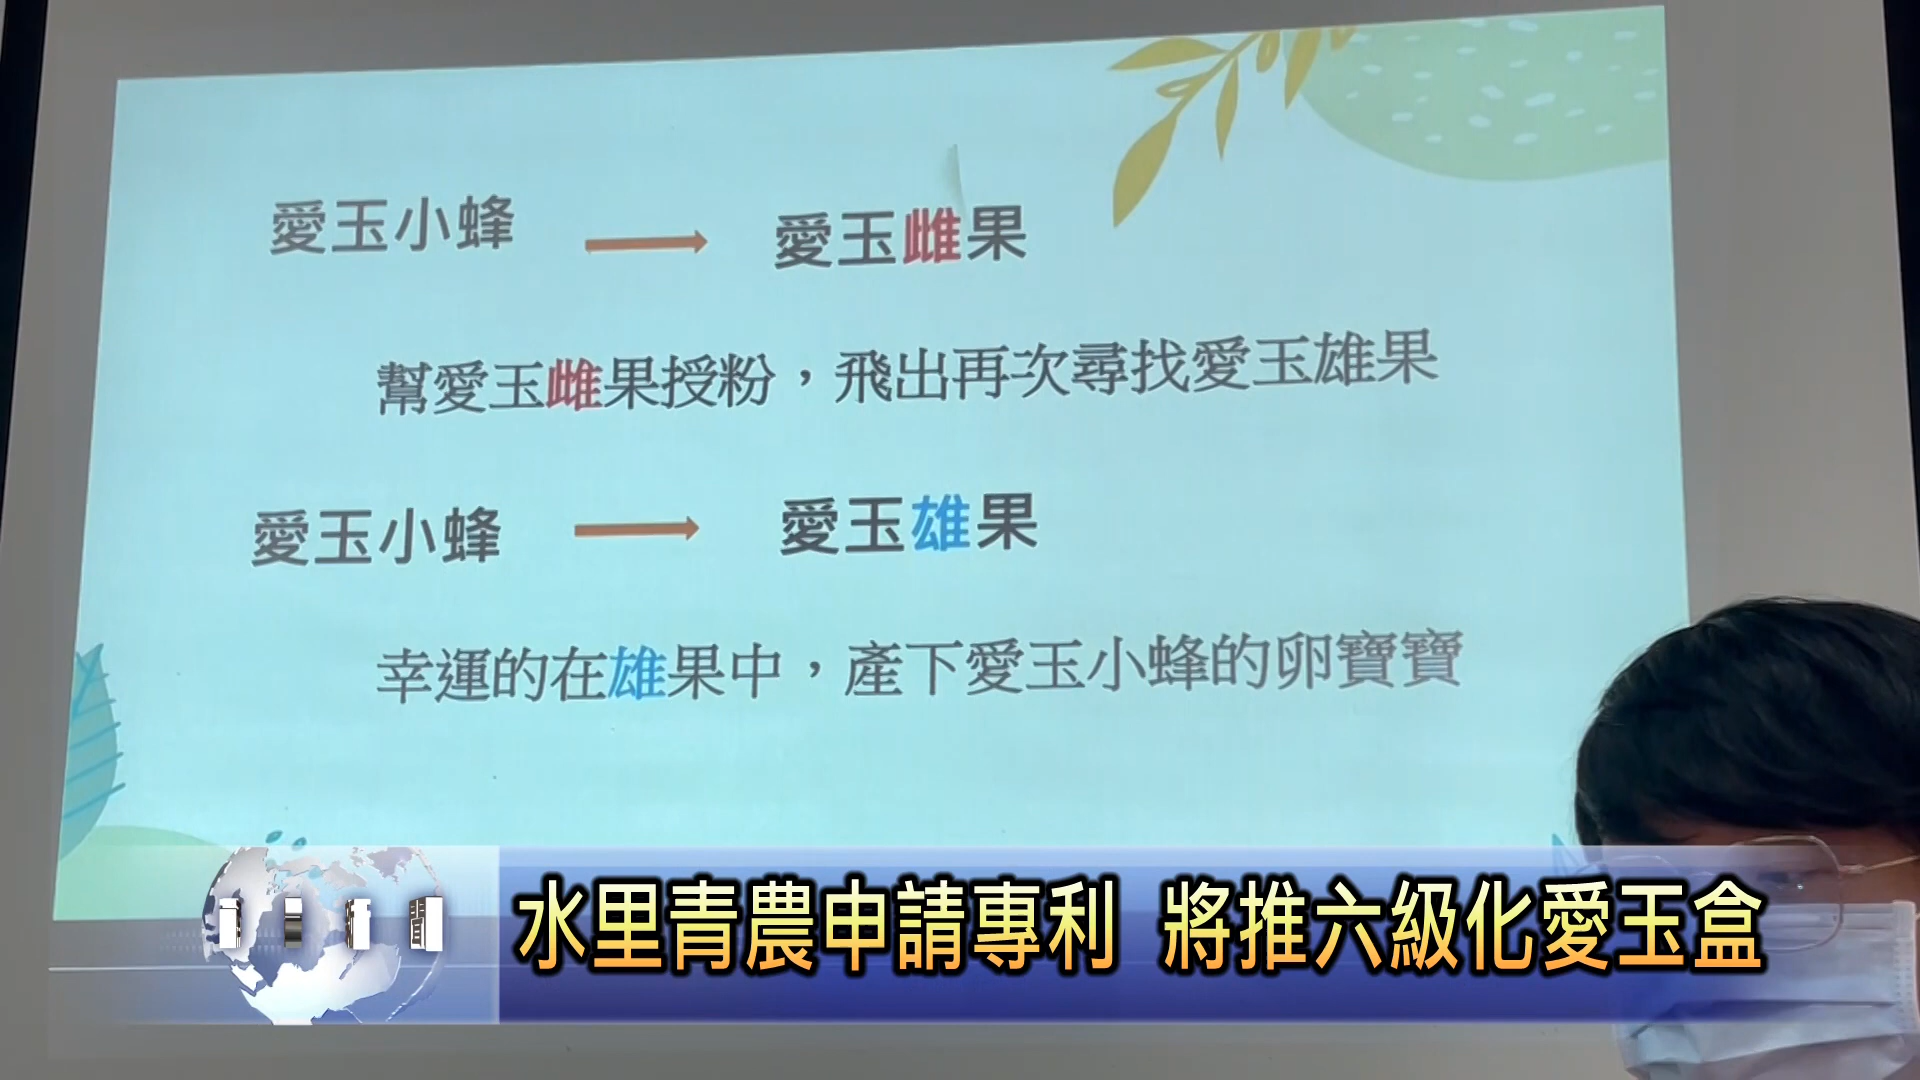 愛玉小蜂 → 愛玉雌果
幫愛玉雌果授粉，飛出再次尋找愛玉雄果
愛玉小蜂 → 愛玉雄果
幸運的在雄果中，產下愛玉小蜂的卵寶寶
水里青農申請專利 將推六級化愛玉盒